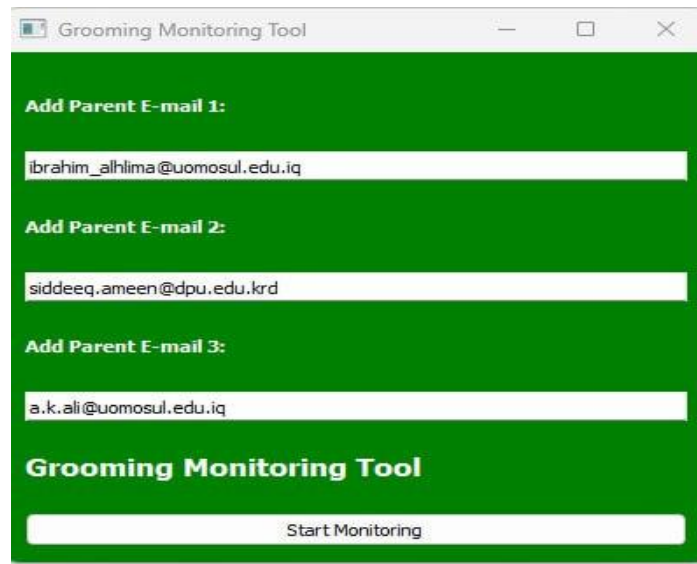 Grooming Monitoring Tool
Add Parent E-mail 1:
ibrahim_alhlima@uomosul.edu.iq
Add Parent E-mail 2:
siddeeq.ameen@dpu.edu.krd
Add Parent E-mail 3:
a.k.ali@uomosul.edu.iq
Grooming Monitoring Tool
Start Monitoring